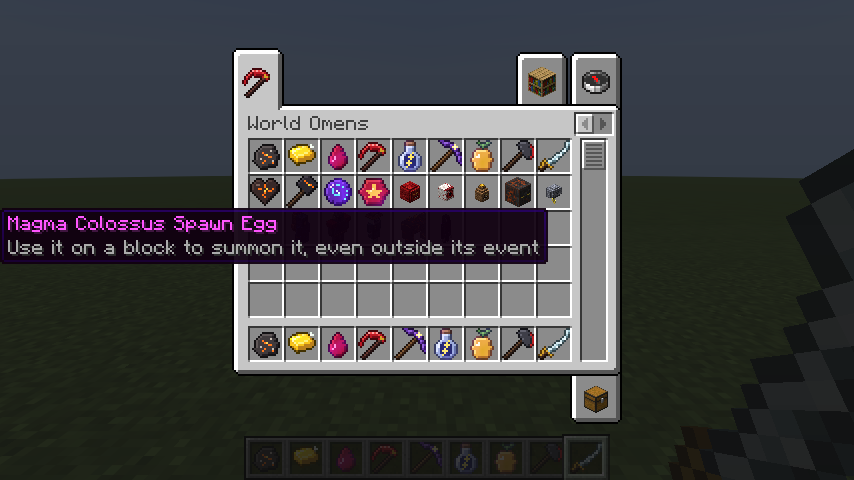 World Omens
Magma Colossus Spawn Egg
Use it on a block to summon it, even outside its event